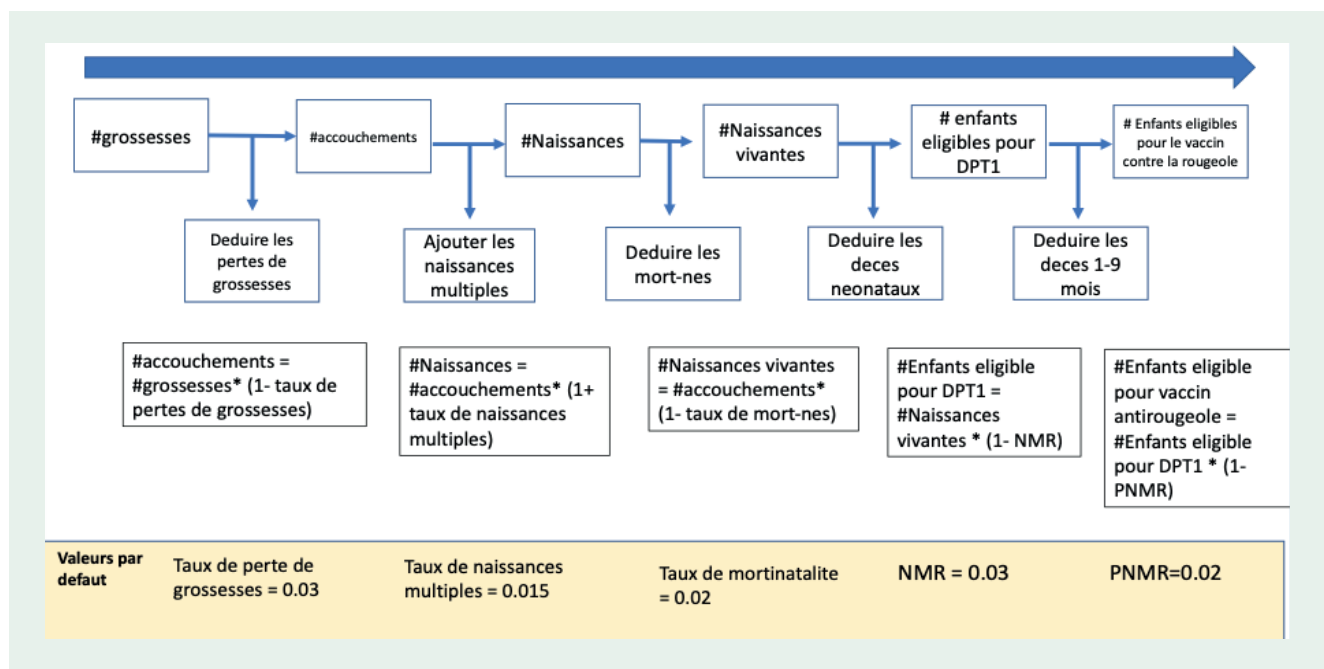 #grossesses
#accouchements
#Naissances
#Naissances
vivantes
# enfants
eligibles pour
DPT1
# Enfants eligibles
pour le vaccin
contre la rougeole
Deduire les
pertes de
grossesses
Ajouter les
naissances
multiples
Deduire les
mort-nes
Deduire les
deces
neonataux
Deduire les
deces 1-9
mois
#accouchements =
#grossesses* (1- taux de
pertes de grossesses)
#Naissances =
#accouchements* (1+
taux de naissances
multiples)
#Naissances vivantes
= #accouchements*
(1- taux de mort-nes)
#Enfants eligible
pour DPT1 =
#Naissances
vivantes * (1- NMR)
#Enfants eligible
pour vaccin
antirougeole =
#Enfants eligible
pour DPT1 * (1-
PNMR)
Valeurs par
defaut
Taux de perte de
grossesses = 0.03
Taux de naissances
multiples = 0.015
Taux de mortinatalite
= 0.02
NMR = 0.03
PNMR=0.02